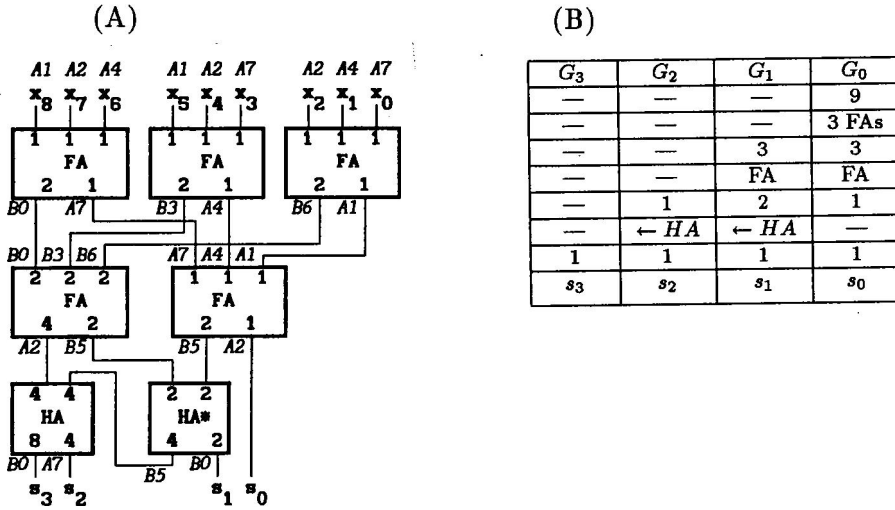 (A)
A1 A2 A4 A1 A2 A7 A2 A4 A7
x8 x7 x6 x5 x4 x3 x2 x1 x0
1 1 1 1 1 1 1 1 1
FA FA FA
2 1 2 1 2 1
B0 A7 B3 A4 B6 A1
B0 B3 B6 A7 A4 A1
2 2 2 1 1 1
FA FA
4 2 2 1
A2 B5 B5 A2
4 4 2 2
HA HA*
8 4 4 2
B0 A7 B5 B0
s3 s2 s1 s0
(B)
G3 G2 G1 G0
— — — 9
— — — 3 FAs
— — 3 3
— — FA FA
— 1 2 1
— ← HA ← HA —
1 1 1 1
s3 s2 s1 s0